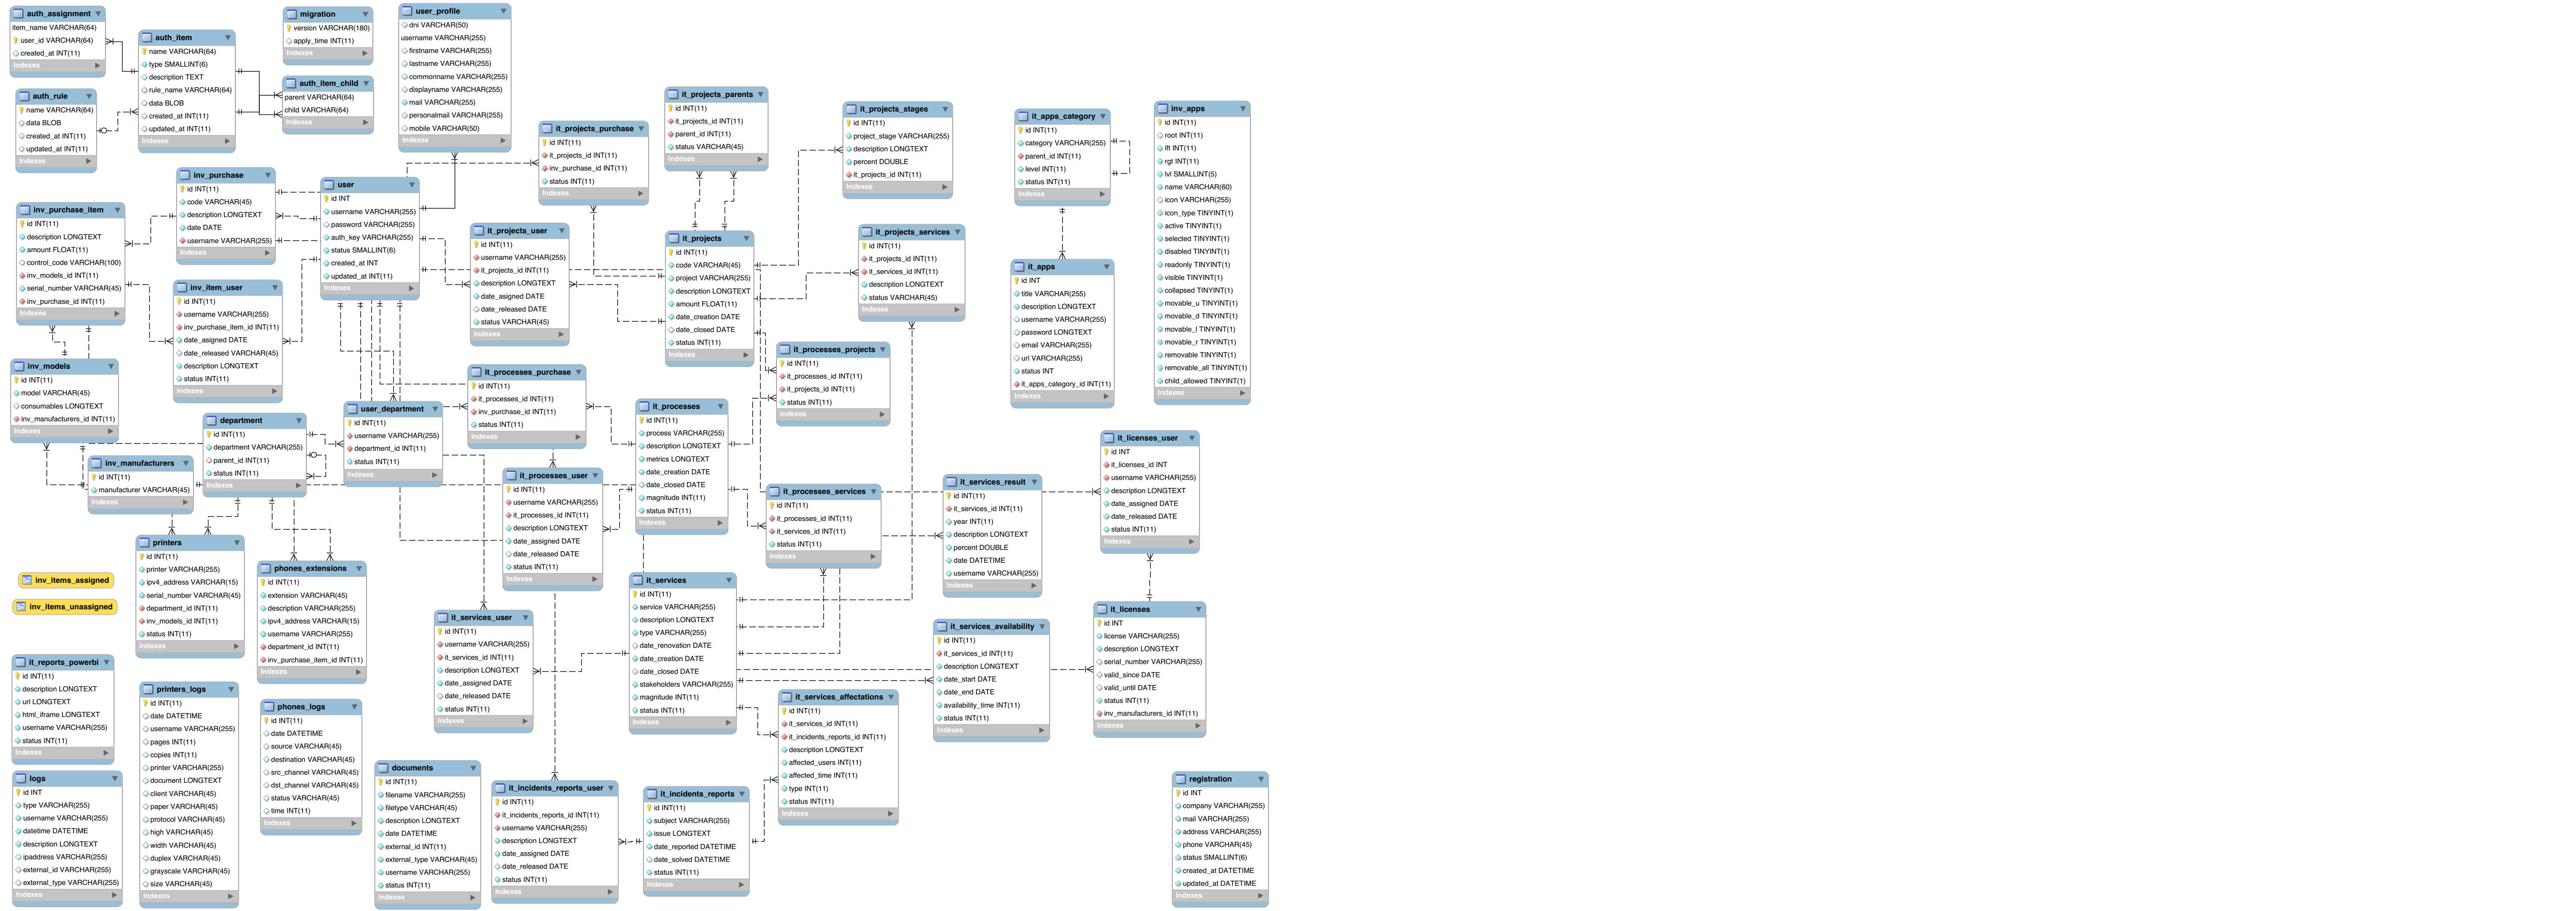 auth_assignment
item_name VARCHAR(64)
user_id VARCHAR(64)
created_at INT(11)
Indexes
auth_item
name VARCHAR(64)
type SMALLINT(6)
description TEXT
rule_name VARCHAR(64)
data BLOB
created_at INT(11)
updated_at INT(11)
Indexes
migration
version VARCHAR(180)
apply_time INT(11)
Indexes
user_profile
dni VARCHAR(50)
username VARCHAR(255)
firstname VARCHAR(255)
lastname VARCHAR(255)
commonname VARCHAR(255)
displayname VARCHAR(255)
mail VARCHAR(255)
personalmail VARCHAR(255)
mobile VARCHAR(50)
Indexes
auth_rule
name VARCHAR(64)
data BLOB
created_at INT(11)
updated_at INT(11)
Indexes
auth_item_child
parent VARCHAR(64)
child VARCHAR(64)
Indexes
it_projects_purchase
id INT(11)
it_projects_id INT(11)
inv_purchase_id INT(11)
status INT(11)
Indexes
it_projects_parents
id INT(11)
it_projects_id INT(11)
parent_id INT(11)
status VARCHAR(45)
Indexes
it_projects_stages
id INT(11)
project_stage VARCHAR(255)
description LONGTEXT
percent DOUBLE
it_projects_id INT(11)
Indexes
it_apps_category
id INT(11)
category VARCHAR(255)
parent_id INT(11)
level INT(11)
status INT(11)
Indexes
inv_apps
id INT(11)
root INT(11)
lft INT(11)
rgt INT(11)
lvl SMALLINT(5)
name VARCHAR(60)
icon VARCHAR(255)
icon_type TINYINT(1)
active TINYINT(1)
selected TINYINT(1)
disabled TINYINT(1)
readonly TINYINT(1)
visible TINYINT(1)
collapsed TINYINT(1)
movable_u TINYINT(1)
movable_d TINYINT(1)
movable_l TINYINT(1)
movable_r TINYINT(1)
removable TINYINT(1)
removable_all TINYINT(1)
child_allowed TINYINT(1)
Indexes
inv_purchase
id INT(11)
code VARCHAR(45)
description LONGTEXT
date DATE
username VARCHAR(255)
Indexes
user
id INT
username VARCHAR(255)
password VARCHAR(255)
auth_key VARCHAR(255)
status SMALLINT(6)
created_at INT
updated_at INT(11)
Indexes
inv_purchase_item
id INT(11)
description LONGTEXT
amount FLOAT(11)
control_code VARCHAR(100)
inv_models_id INT(11)
serial_number VARCHAR(45)
inv_purchase_id INT(11)
Indexes
inv_item_user
id INT(11)
username VARCHAR(255)
inv_purchase_item_id INT(11)
date_asigned DATE
date_released VARCHAR(45)
description LONGTEXT
status INT(11)
Indexes
it_projects_user
id INT(11)
username VARCHAR(255)
it_projects_id INT(11)
description LONGTEXT
date_asigned DATE
date_released DATE
status VARCHAR(45)
Indexes
it_projects
id INT(11)
code VARCHAR(45)
project VARCHAR(255)
description LONGTEXT
amount FLOAT(11)
date_creation DATE
date_closed DATE
status INT(11)
Indexes
it_projects_services
id INT(11)
it_projects_id INT(11)
it_services_id INT(11)
description LONGTEXT
status VARCHAR(45)
Indexes
it_apps
id INT
title VARCHAR(255)
description LONGTEXT
username VARCHAR(255)
password LONGTEXT
email VARCHAR(255)
url VARCHAR(255)
status INT
it_apps_category_id INT(11)
Indexes
inv_models
id INT(11)
model VARCHAR(45)
consumables LONGTEXT
inv_manufacturers_id INT(11)
Indexes
it_processes_purchase
id INT(11)
it_processes_id INT(11)
inv_purchase_id INT(11)
status INT(11)
Indexes
it_processes_projects
id INT(11)
it_processes_id INT(11)
it_projects_id INT(11)
status INT(11)
Indexes
department
id INT(11)
department VARCHAR(255)
parent_id INT(11)
status INT(11)
Indexes
user_department
id INT(11)
username VARCHAR(255)
department_id INT(11)
status INT(11)
Indexes
it_processes
id INT(11)
process VARCHAR(255)
description LONGTEXT
metrics LONGTEXT
date_creation DATE
date_closed DATE
magnitude INT(11)
status INT(11)
Indexes
inv_manufacturers
id INT(11)
manufacturer VARCHAR(45)
Indexes
it_processes_user
id INT(11)
username VARCHAR(255)
it_processes_id INT(11)
description LONGTEXT
date_assigned DATE
date_released DATE
status INT(11)
Indexes
it_processes_services
id INT(11)
it_processes_id INT(11)
it_services_id INT(11)
status INT(11)
Indexes
it_services_result
id INT(11)
it_services_id INT(11)
year INT(11)
description LONGTEXT
percent DOUBLE
date DATETIME
username VARCHAR(255)
Indexes
it_licenses_user
id INT
it_licenses_id INT
username VARCHAR(255)
description LONGTEXT
date_assigned DATE
date_released DATE
status INT(11)
Indexes
printers
id INT(11)
printer VARCHAR(255)
ipv4_address VARCHAR(15)
serial_number VARCHAR(45)
department_id INT(11)
inv_models_id INT(11)
status INT(11)
Indexes
phones_extensions
id INT(11)
extension VARCHAR(45)
description VARCHAR(255)
ipv4_address VARCHAR(15)
username VARCHAR(255)
department_id INT(11)
inv_purchase_item_id INT(11)
Indexes
inv_items_assigned
inv_items_unassigned
it_services_user
id INT(11)
username VARCHAR(255)
it_services_id INT(11)
description LONGTEXT
date_assigned DATE
date_released DATE
status INT(11)
Indexes
it_services
id INT(11)
service VARCHAR(255)
description LONGTEXT
type VARCHAR(255)
date_renovation DATE
date_creation DATE
date_closed DATE
stakeholders VARCHAR(255)
magnitude INT(11)
status INT(11)
Indexes
it_services_availability
id INT(11)
it_services_id INT(11)
description LONGTEXT
date_start DATE
date_end DATE
availability_time INT(11)
status INT(11)
Indexes
it_licenses
id INT
license VARCHAR(255)
description LONGTEXT
serial_number VARCHAR(255)
valid_since DATE
valid_until DATE
status INT(11)
inv_manufacturers_id INT(11)
Indexes
it_reports_powerbi
id INT(11)
description LONGTEXT
url LONGTEXT
html_iframe LONGTEXT
username VARCHAR(255)
status INT(11)
Indexes
printers_logs
id INT(11)
date DATETIME
username VARCHAR(255)
pages INT(11)
copies INT(11)
printer VARCHAR(255)
document LONGTEXT
client VARCHAR(45)
paper VARCHAR(45)
protocol VARCHAR(45)
high VARCHAR(45)
width VARCHAR(45)
duplex VARCHAR(45)
grayscale VARCHAR(45)
size VARCHAR(45)
Indexes
phones_logs
id INT(11)
date DATETIME
source VARCHAR(45)
destination VARCHAR(45)
src_channel VARCHAR(45)
dst_channel VARCHAR(45)
status VARCHAR(45)
time INT(11)
Indexes
it_services_affectations
id INT(11)
it_services_id INT(11)
it_incidents_reports_id INT(11)
description LONGTEXT
affected_users INT(11)
affected_time INT(11)
type INT(11)
status INT(11)
Indexes
logs
id INT
type VARCHAR(255)
username VARCHAR(255)
datetime DATETIME
description LONGTEXT
ipaddress VARCHAR(255)
external_id VARCHAR(255)
external_type VARCHAR(255)
Indexes
documents
id INT(11)
filename VARCHAR(255)
filetype VARCHAR(45)
description LONGTEXT
date DATETIME
external_id INT(11)
external_type VARCHAR(45)
username VARCHAR(255)
status INT(11)
Indexes
it_incidents_reports_user
id INT(11)
it_incidents_reports_id INT(11)
username VARCHAR(255)
description LONGTEXT
date_assigned DATE
date_released DATE
status INT(11)
Indexes
it_incidents_reports
id INT(11)
subject VARCHAR(255)
issue LONGTEXT
date_reported DATETIME
date_solved DATETIME
status INT(11)
Indexes
registration
id INT
company VARCHAR(255)
mail VARCHAR(255)
address VARCHAR(255)
phone VARCHAR(45)
status SMALLINT(6)
created_at DATETIME
updated_at DATETIME
Indexes